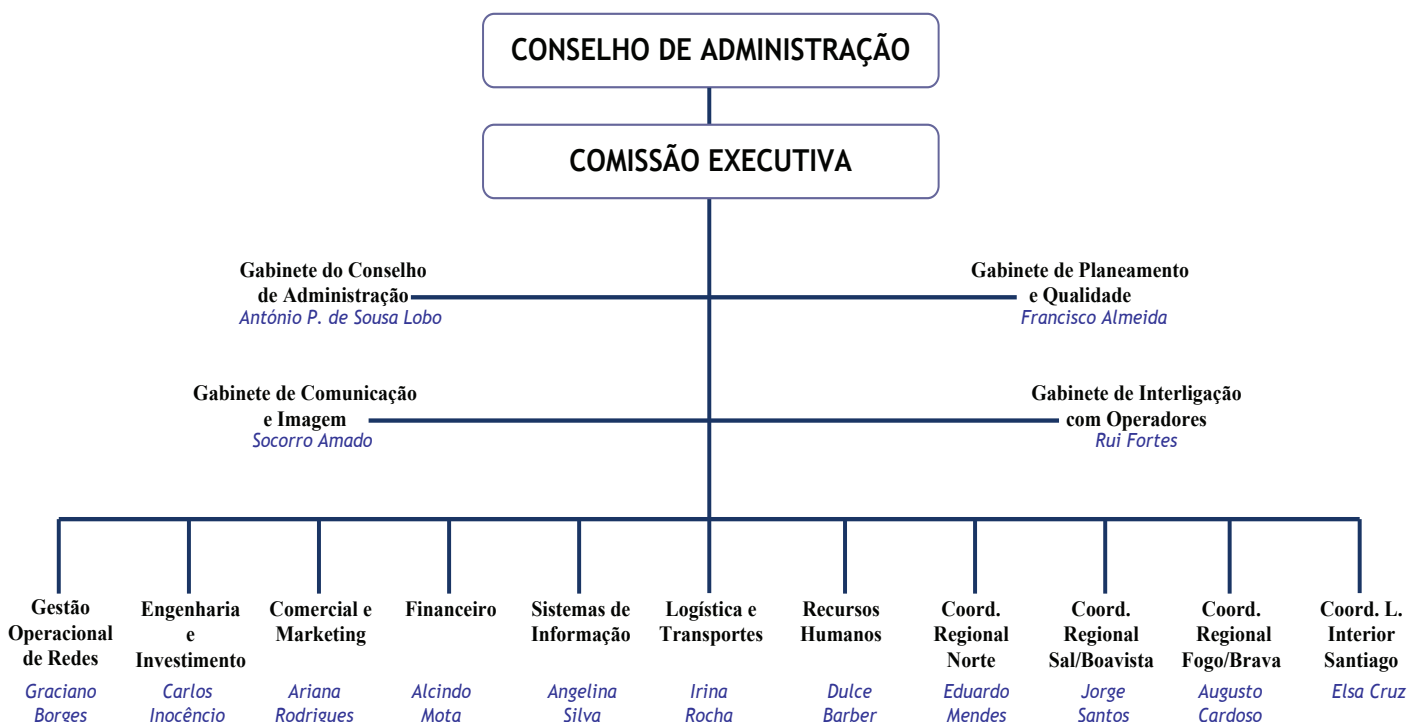 CONSELHO DE ADMINISTRAÇÃO
COMISSÃO EXECUTIVA
Gabinete do Conselho
de Administração
António P. de Sousa Lobo
Gabinete de Planeamento
e Qualidade
Francisco Almeida
Gabinete de Comunicação
e Imagem
Socorro Amado
Gabinete de Interligação
com Operadores
Rui Fortes
Gestão
Operacional
de Redes
Graciano
Borges
Engenharia
e
Investimento
Carlos
Inocêncio
Comercial e
Marketing
Ariana
Rodrigues
Financeiro
Alcindo
Mota
Sistemas de
Informação
Angelina
Silva
Logística e
Transportes
Irina
Rocha
Recursos
Humanos
Dulce
Barber
Coord.
Regional
Norte
Eduardo
Mendes
Coord.
Regional
Sal/Boavista
Jorge
Santos
Coord.
Regional
Fogo/Brava
Augusto
Cardoso
Coord. L.
Interior
Santiago
Elsa Cruz